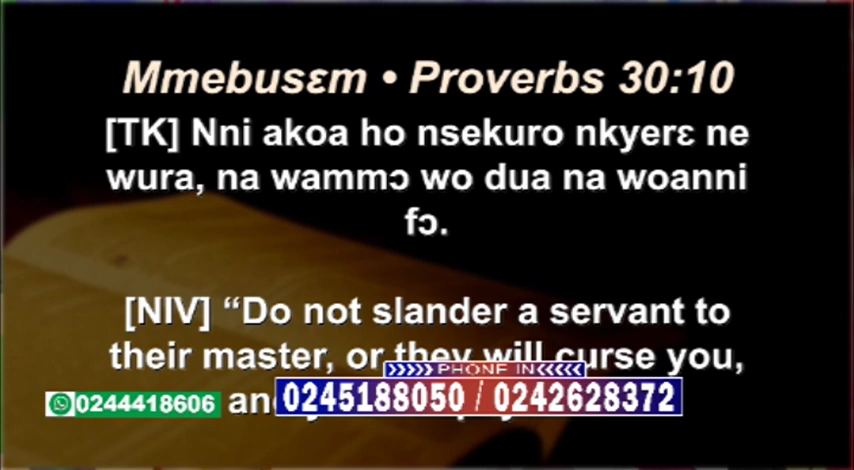 Mmebusɛm • Proverbs 30:10
[TK] Nni akoa ho nsekuro nkyerɛ ne
wura, na wammɔ wo dua na woanni
fɔ.
[NIV] “Do not slander a servant to
their master, or they will curse you,
»»»»PHONE IN««««
0244418606
0245188050 / 0242628372